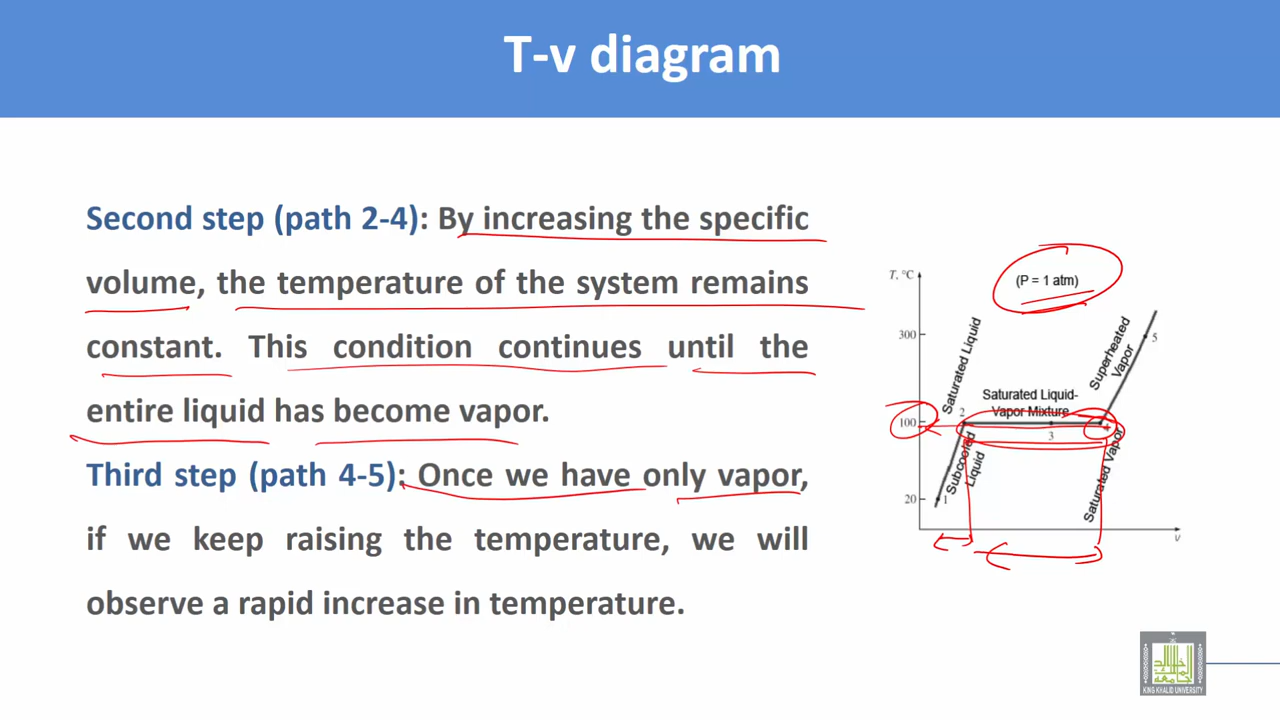 T-v diagram
Second step (path 2-4): By increasing the specific
volume, the temperature of the system remains
constant. This condition continues until the
entire liquid has become vapor.
Third step (path 4-5): Once we have only vapor,
if we keep raising the temperature, we will
observe a rapid increase in temperature.
T, °C
(P = 1 atm)
300
Saturated Liquid
Superheated
Vapor
5
Saturated Liquid-
Vapor Mixture
2
100
3
Subcooled
Liquid
Saturated Vapor
20
1
v
KING KHALID UNIVERSITY